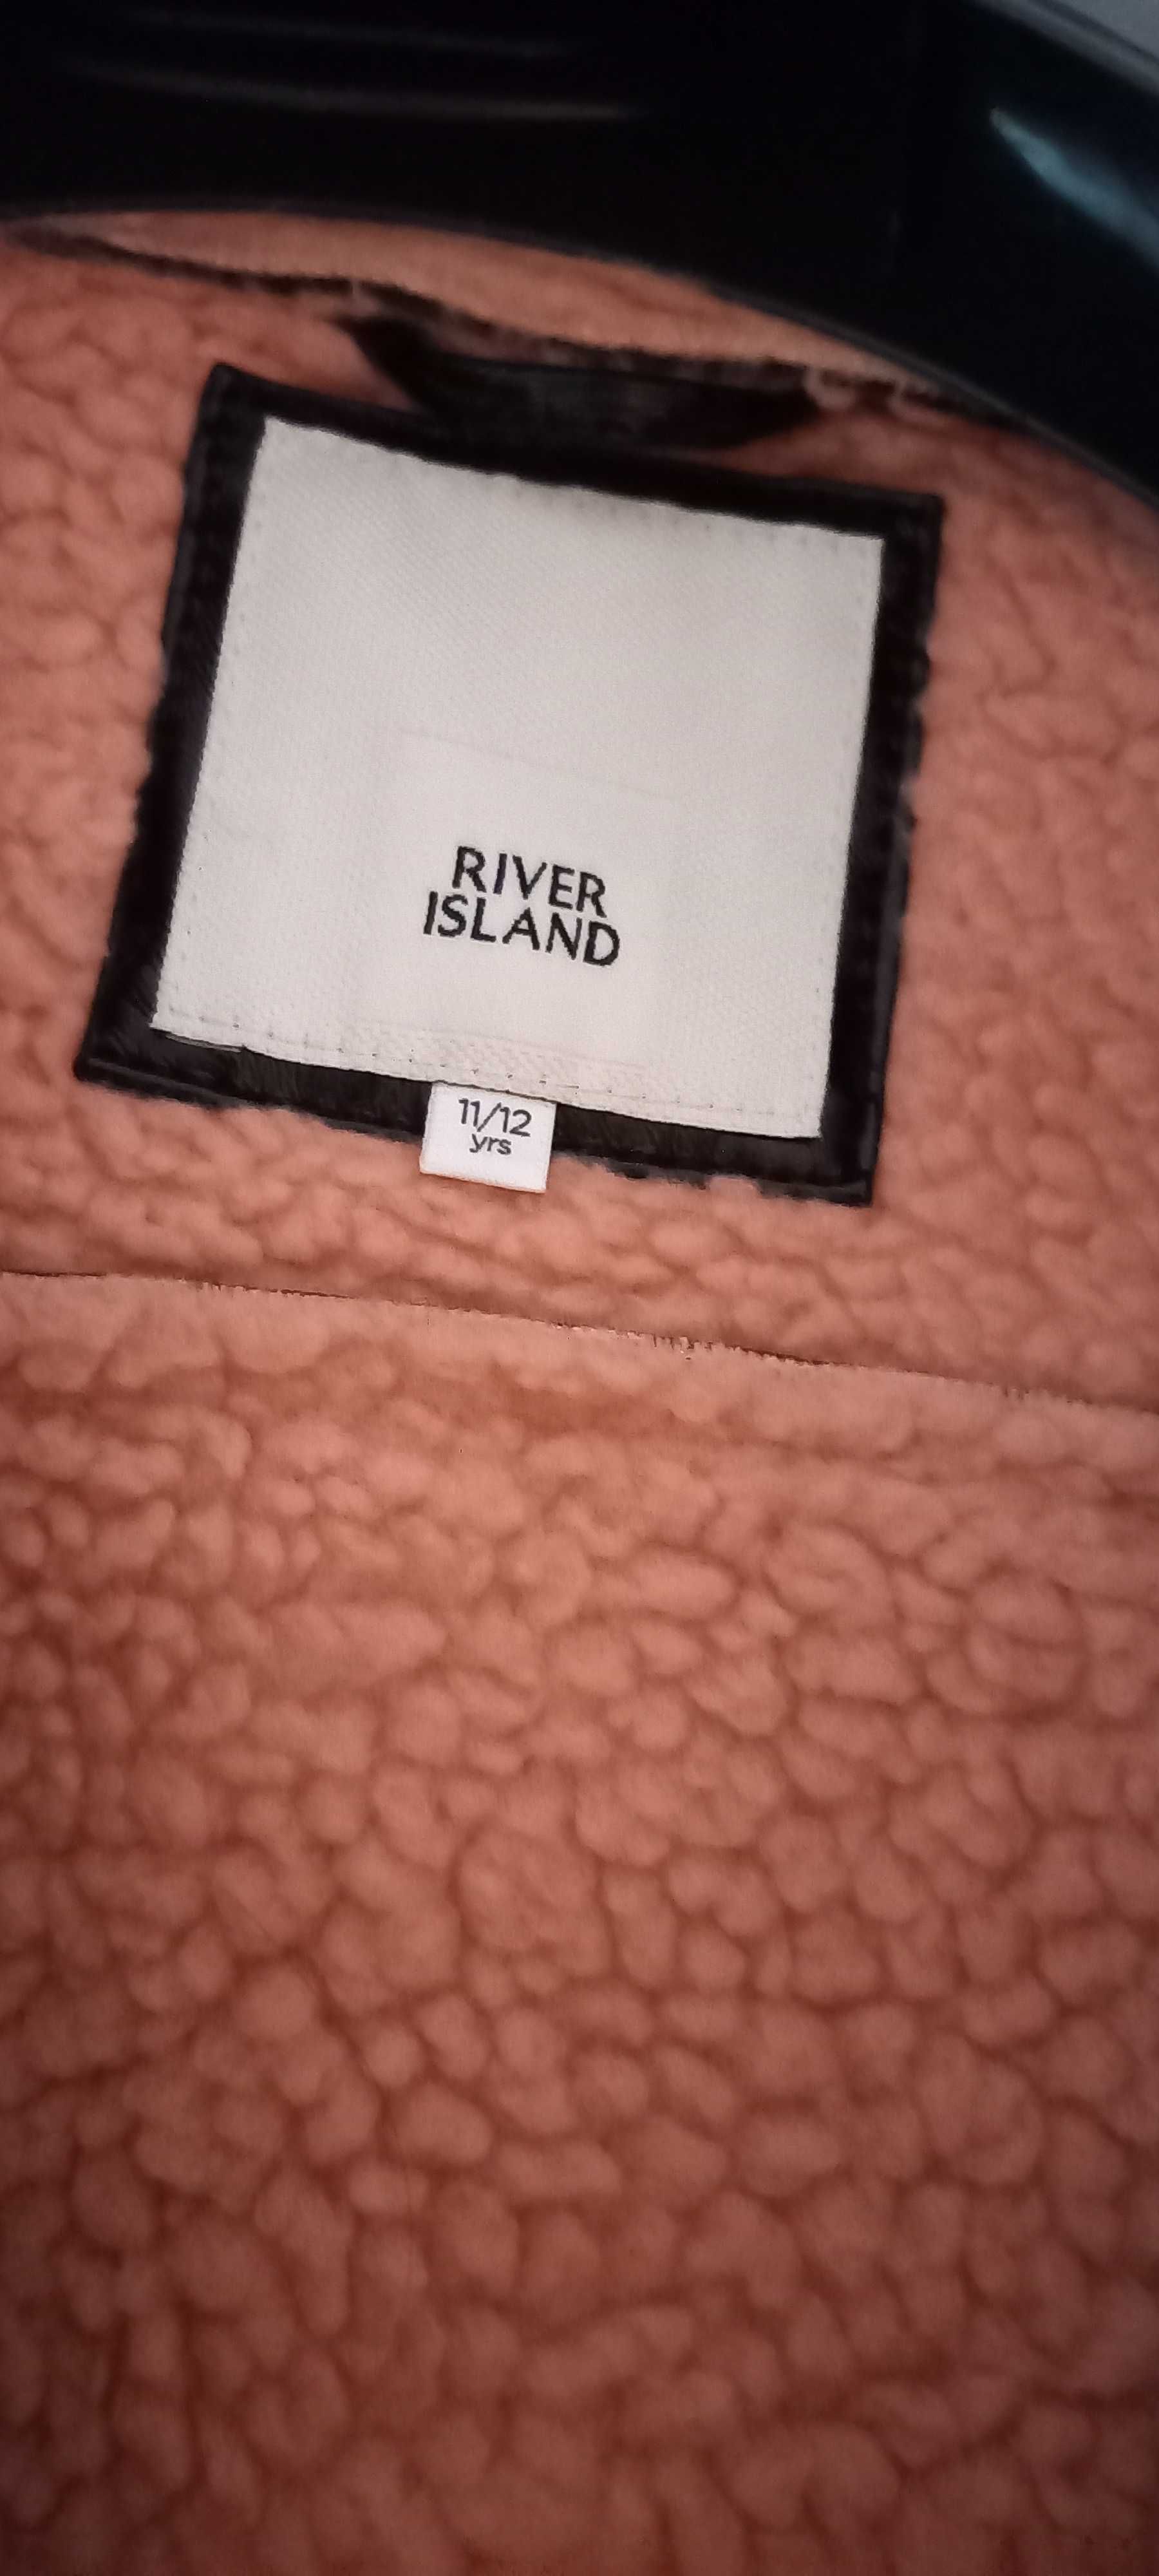 RIVER
ISLAND
11/12
yrs